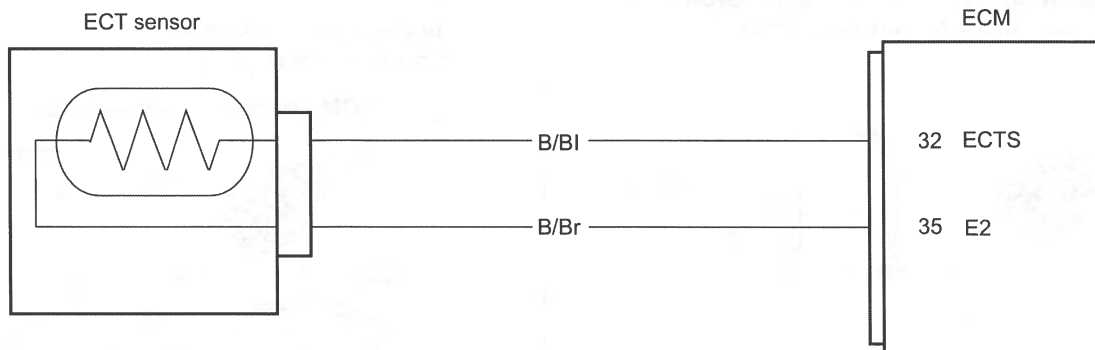 ECT sensor
ECM
B/Bl
32 ECTS
B/Br
35 E2